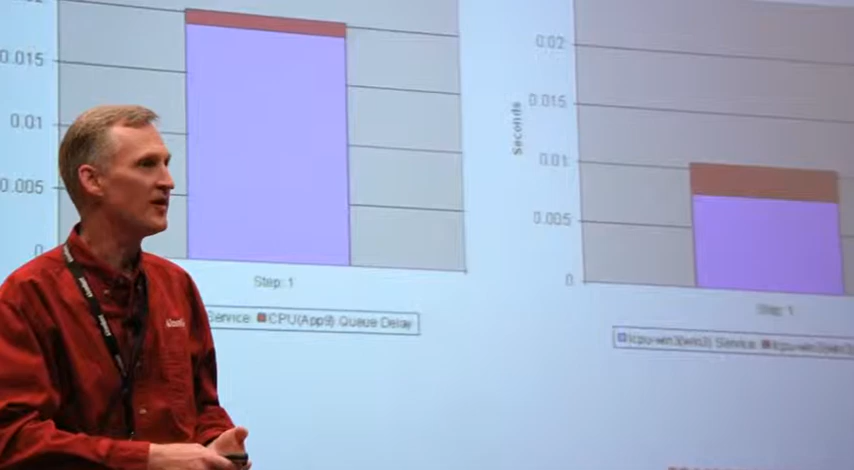 0.015
0.01
0.005
0
Step: 1
Service CPU(App9) Queue Delay
0.02
0.015
0.01
0.005
0
Seconds
Step: 1
Service